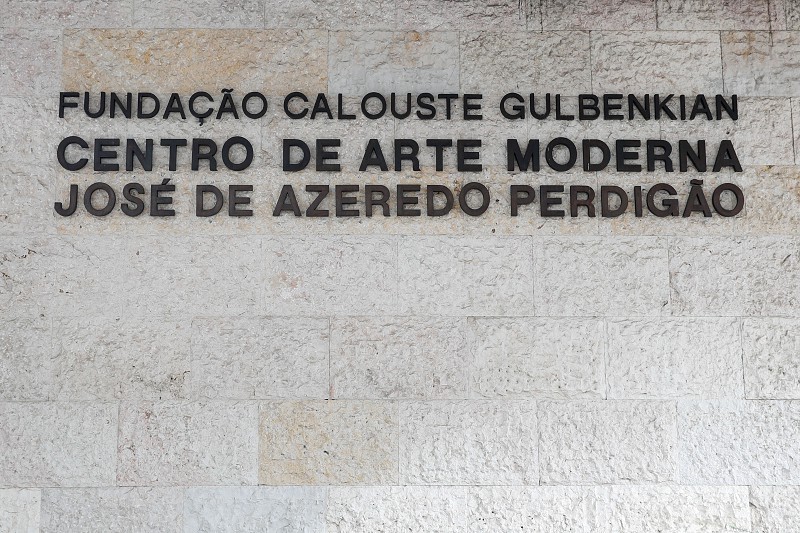 FUNDAÇÃO CALOUSTE GULBENKIAN
CENTRO DE ARTE MODERNA
JOSÉ DE AZEREDO PERDIGÃO